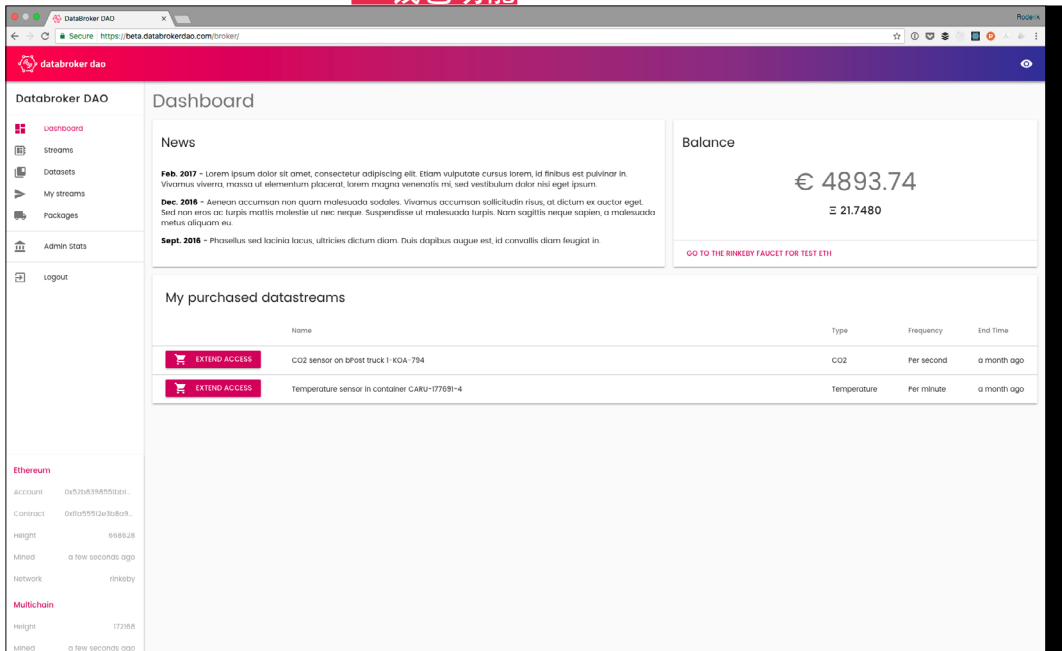 DataBroker DAO
Secure
https://beta.databrokerdao.com/broker/
databroker dao
Databroker DAO
Dashboard
Streams
Datasets
My streams
Packages
Admin Stats
Logout
Dashboard
News
Feb. 2017 - Lorem ipsum dolor sit amet, consectetur adipiscing elit. Etiam vulputate cursus lorem, id finibus est pulvinar in.
Vivamus viverra, massa ut elementum placerat, lorem magna venenatis mi, sed vestibulum dolor nisi eget ipsum.
Dec. 2016 - Aenean accumsan non quam malesuada sodales. Vivamus accumsan sollicitudin risus, at dictum ex auctor eget.
Sed non eros ac turpis mattis molestie ut nec neque. Suspendisse ut malesuada turpis. Nam sagittis neque sapien, a malesuada
metus aliquam eu.
Sept. 2016 - Phasellus sed lacinia lacus, ultricies dictum diam. Duis dapibus augue est, id convallis diam feugiat in.
Balance
€ 4893.74
Ξ 21.7480
GO TO THE RINKEBY FAUCET FOR TEST ETH
My purchased datastreams
Name Type Frequency End Time
EXTEND ACCESS CO2 sensor on bPost truck 1-KOA-794 CO2 Per second a month ago
EXTEND ACCESS Temperature sensor in container CARU-177691-4 Temperature Per minute a month ago
Ethereum
Account
Contract
Height 668628
Mined a few seconds ago
Network rinkeby
Multichain
Height 172168
Mined a few seconds ago